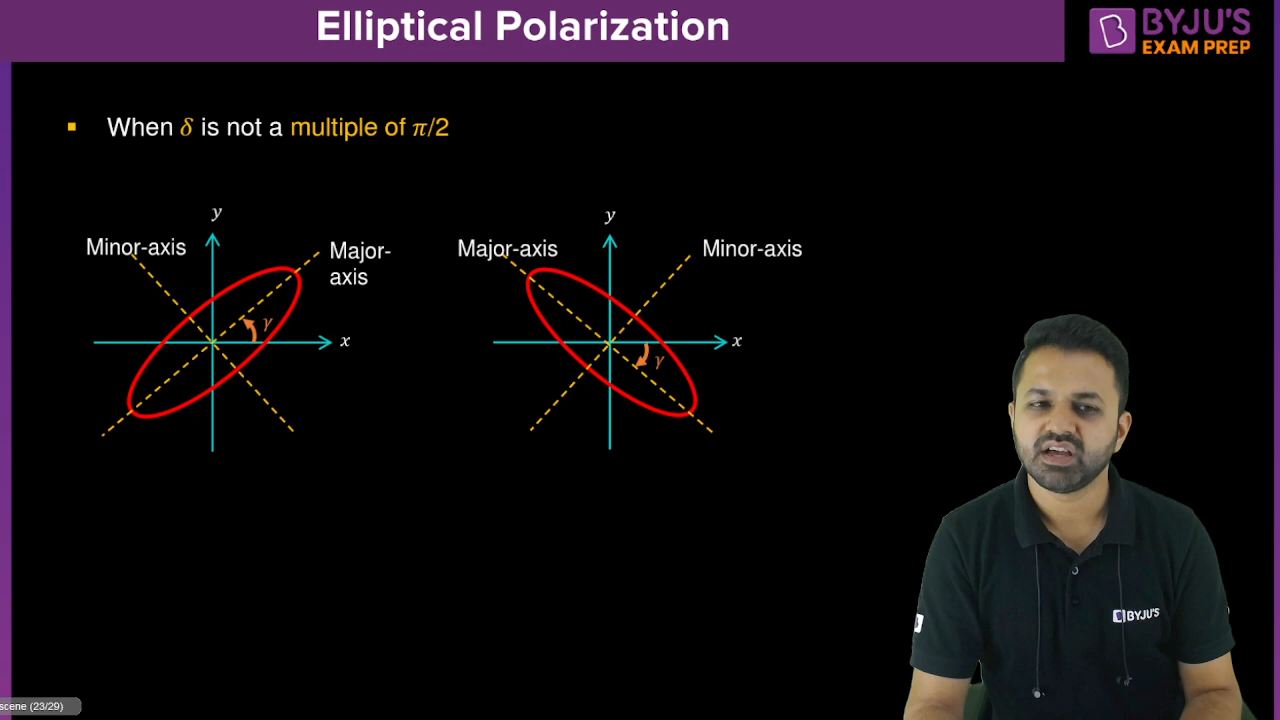 Elliptical Polarization
BYJU'S
EXAM PREP
▪ When δ is not a multiple of π/2
y
Minor-axis
Major-
axis
γ
x
y
Major-axis
Minor-axis
x
γ
BYJU'S
scene (23/29)